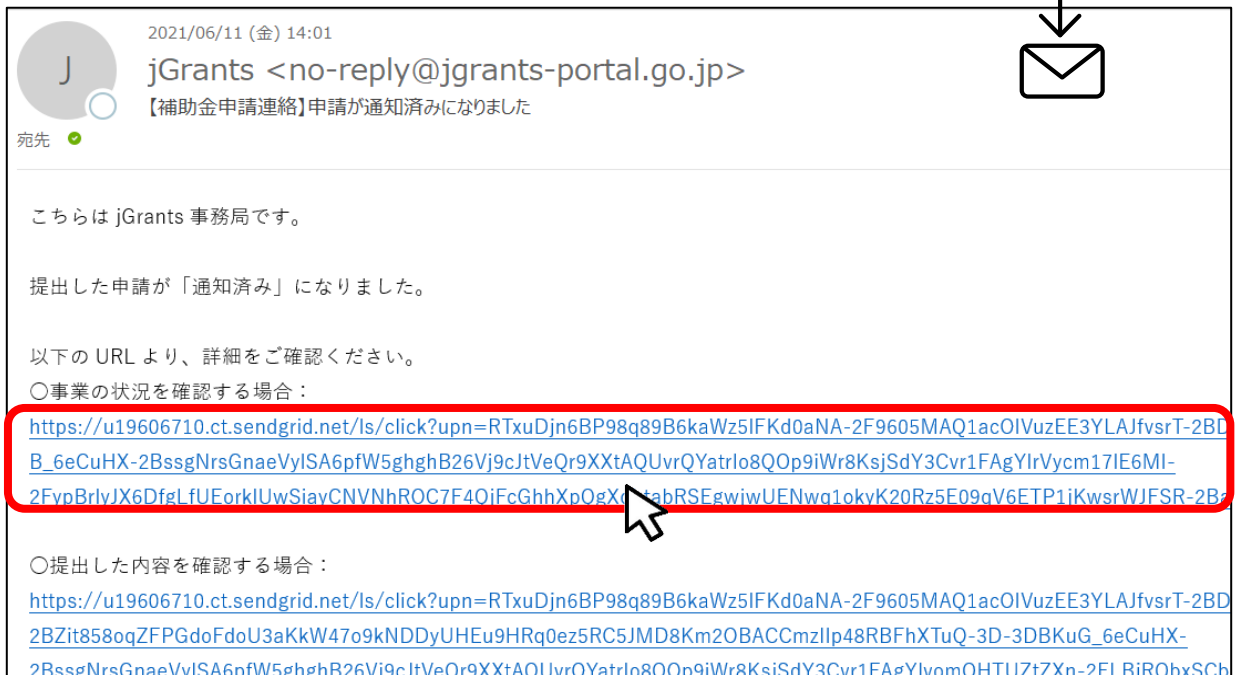 2021/06/11 (金) 14:01
J
jGrants <no-reply@jgrants-portal.go.jp>
【補助金申請連絡】申請が通知済みになりました
宛先
こちらは jGrants 事務局です。
提出した申請が「通知済み」になりました。
以下の URL より、詳細をご確認ください。
〇事業の状況を確認する場合：
https://u19606710.ct.sendgrid.net/ls/click?upn=RTxuDjn6BP98q89B6kaWz5IFKd0aNA-2F9605MAQ1acOIVuzEE3YLAJfvsrT-2BD
B_6eCuHX-2BssgNrsGnaeVylSA6pfW5ghghB26Vj9cJtVeQr9XXtAQUvrQYatrIo8QOp9iWr8KsjSdY3Cvr1FAgYIrVycm17IE6MI-
〇提出した内容を確認する場合：
https://u19606710.ct.sendgrid.net/ls/click?upn=RTxuDjn6BP98q89B6kaWz5IFKd0aNA-2F9605MAQ1acOIVuzEE3YLAJfvsrT-2BD
2BZit858oqZFPGdoFdoU3aKkW47o9kNDDyUHEu9HRq0ez5RC5JMD8Km2OBACCmzIIp48RBFhXTuQ-3D-3DBKuG_6eCuHX-